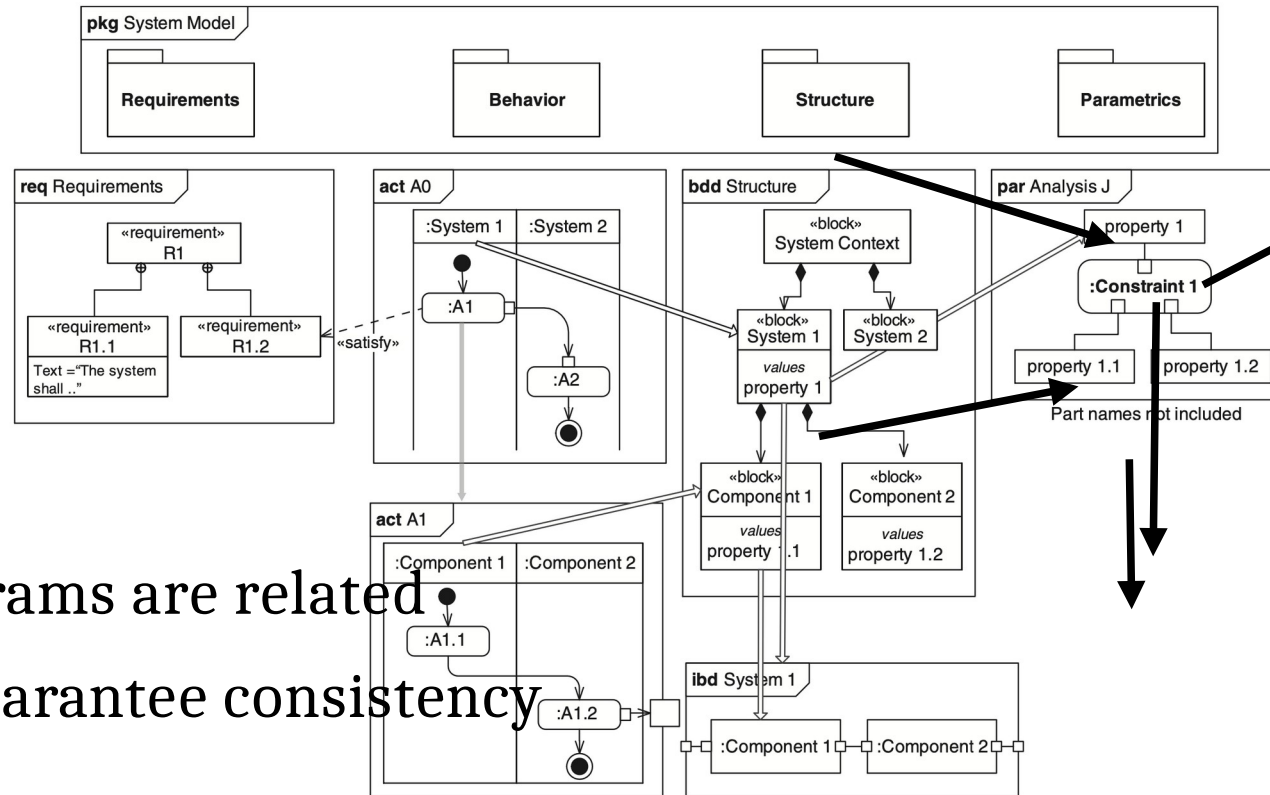 pkg System Model
Requirements
Behavior
Structure
Parametrics
req Requirements
«requirement»
R1
«requirement»
R1.1
Text =“The system
shall ..”
«requirement»
R1.2
act A0
:System 1
:System 2
:A1
«satisfy»
:A2
bdd Structure
«block»
System Context
«block»
System 1
values
property 1
«block»
System 2
«block»
Component 1
values
property 1.1
«block»
Component 2
values
property 1.2
par Analysis J
property 1
:Constraint 1
property 1.1
property 1.2
Part names not included
act A1
:Component 1
:Component 2
:A1.1
:A1.2
rams are related
arantee consistency
ibd System 1
:Component 1
:Component 2